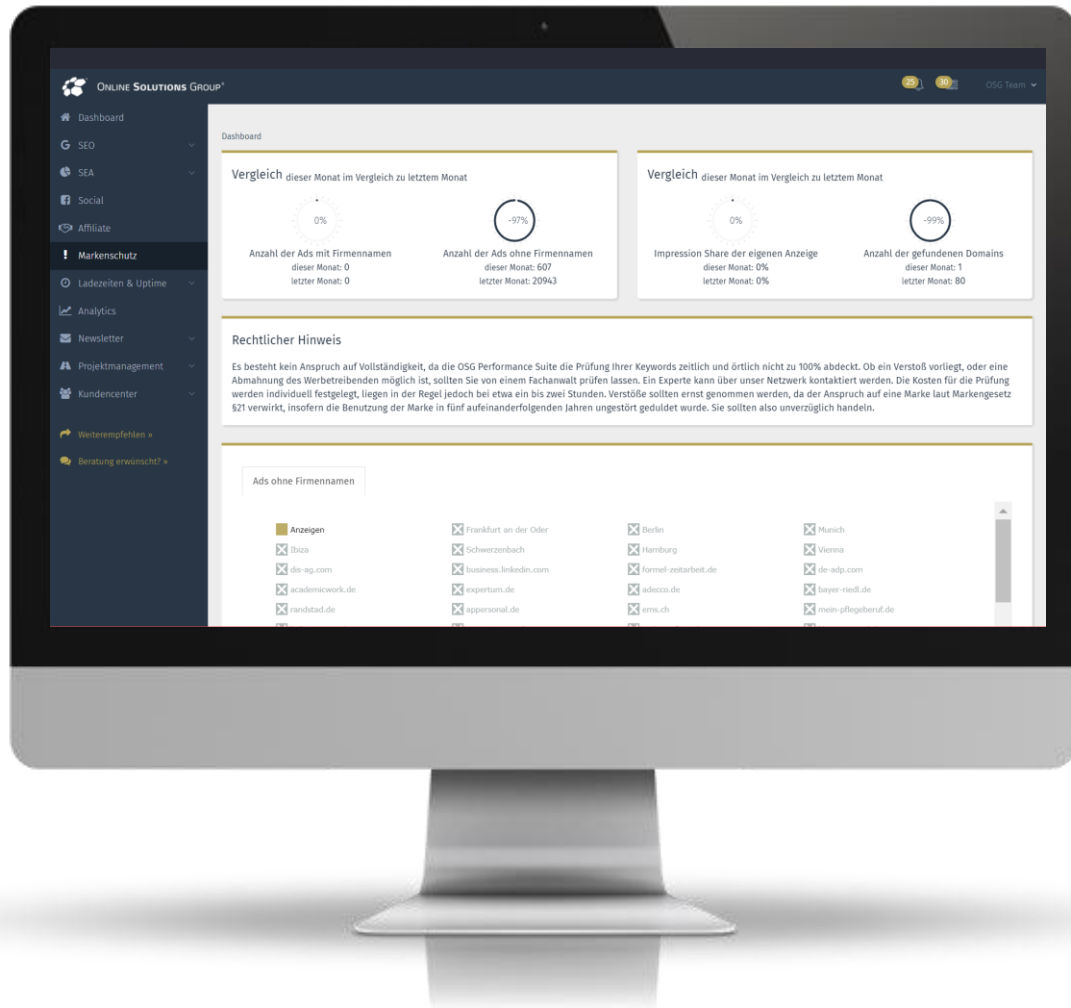 ONLINE SOLUTIONS GROUP®
25
30
OSG Team
Dashboard
SEO
SEA
Social
Affiliate
Markenschutz
Ladezeiten & Uptime
Analytics
Newsletter
Projektmanagement
Kundencenter
Weiterempfehlen »
Beratung erwünscht? »
Dashboard
Vergleich dieser Monat im Vergleich zu letztem Monat
0%
-97%
Anzahl der Ads mit Firmennamen
dieser Monat: 0
letzter Monat: 0
Anzahl der Ads ohne Firmennamen
dieser Monat: 607
letzter Monat: 20943
Vergleich dieser Monat im Vergleich zu letztem Monat
0%
-99%
Impression Share der eigenen Anzeige
dieser Monat: 0%
letzter Monat: 0%
Anzahl der gefundenen Domains
dieser Monat: 1
letzter Monat: 80
Rechtlicher Hinweis
Es besteht kein Anspruch auf Vollständigkeit, da die OSG Performance Suite die Prüfung Ihrer Keywords zeitlich und örtlich nicht zu 100% abdeckt. Ob ein Verstoß vorliegt, oder eine
Abmahnung des Werbetreibenden möglich ist, sollten Sie von einem Fachanwalt prüfen lassen. Ein Experte kann über unser Netzwerk kontaktiert werden. Die Kosten für die Prüfung
werden individuell festgelegt, liegen in der Regel jedoch bei etwa ein bis zwei Stunden. Verstöße sollten ernst genommen werden, da der Anspruch auf eine Marke laut Markengesetz
§21 verwirkt, insofern die Benutzung der Marke in fünf aufeinanderfolgenden Jahren ungestört geduldet wurde. Sie sollten also unverzüglich handeln.
Ads ohne Firmennamen
Anzeigen
Frankfurt an der Oder
Berlin
Munich
Ibiza
Schwerzenbach
Hamburg
Vienna
dis-ag.com
business.linkedin.com
formel-zeitarbeit.de
de-adp.com
academicwork.de
expertum.de
adecco.de
bayer-riedl.de
randstad.de
appersonal.de
erns.ch
mein-pflegeberuf.de